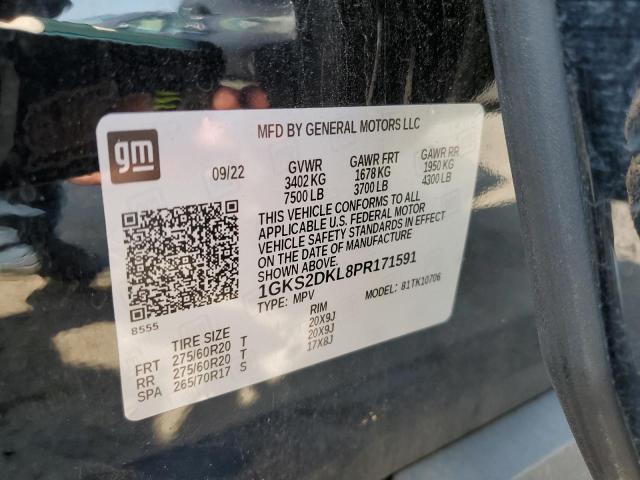 MFD BY GENERAL MOTORS LLC
gm
09/22
GVWR GAWR FRT GAWR RR
3402 KG 1678 KG 1950 KG
7500 LB 3700 LB 4300 LB
THIS VEHICLE CONFORMS TO ALL
APPLICABLE U.S. FEDERAL MOTOR
VEHICLE SAFETY STANDARDS IN EFFECT
ON THE DATE OF MANUFACTURE
SHOWN ABOVE.
1GKS2DKL8PR171591
TYPE: MPV MODEL: 81TK10706
8555
TIRE SIZE RIM
FRT 275/60R20 T 20X9J
RR 275/60R20 T 20X9J
SPA 265/70R17 S 17X8J